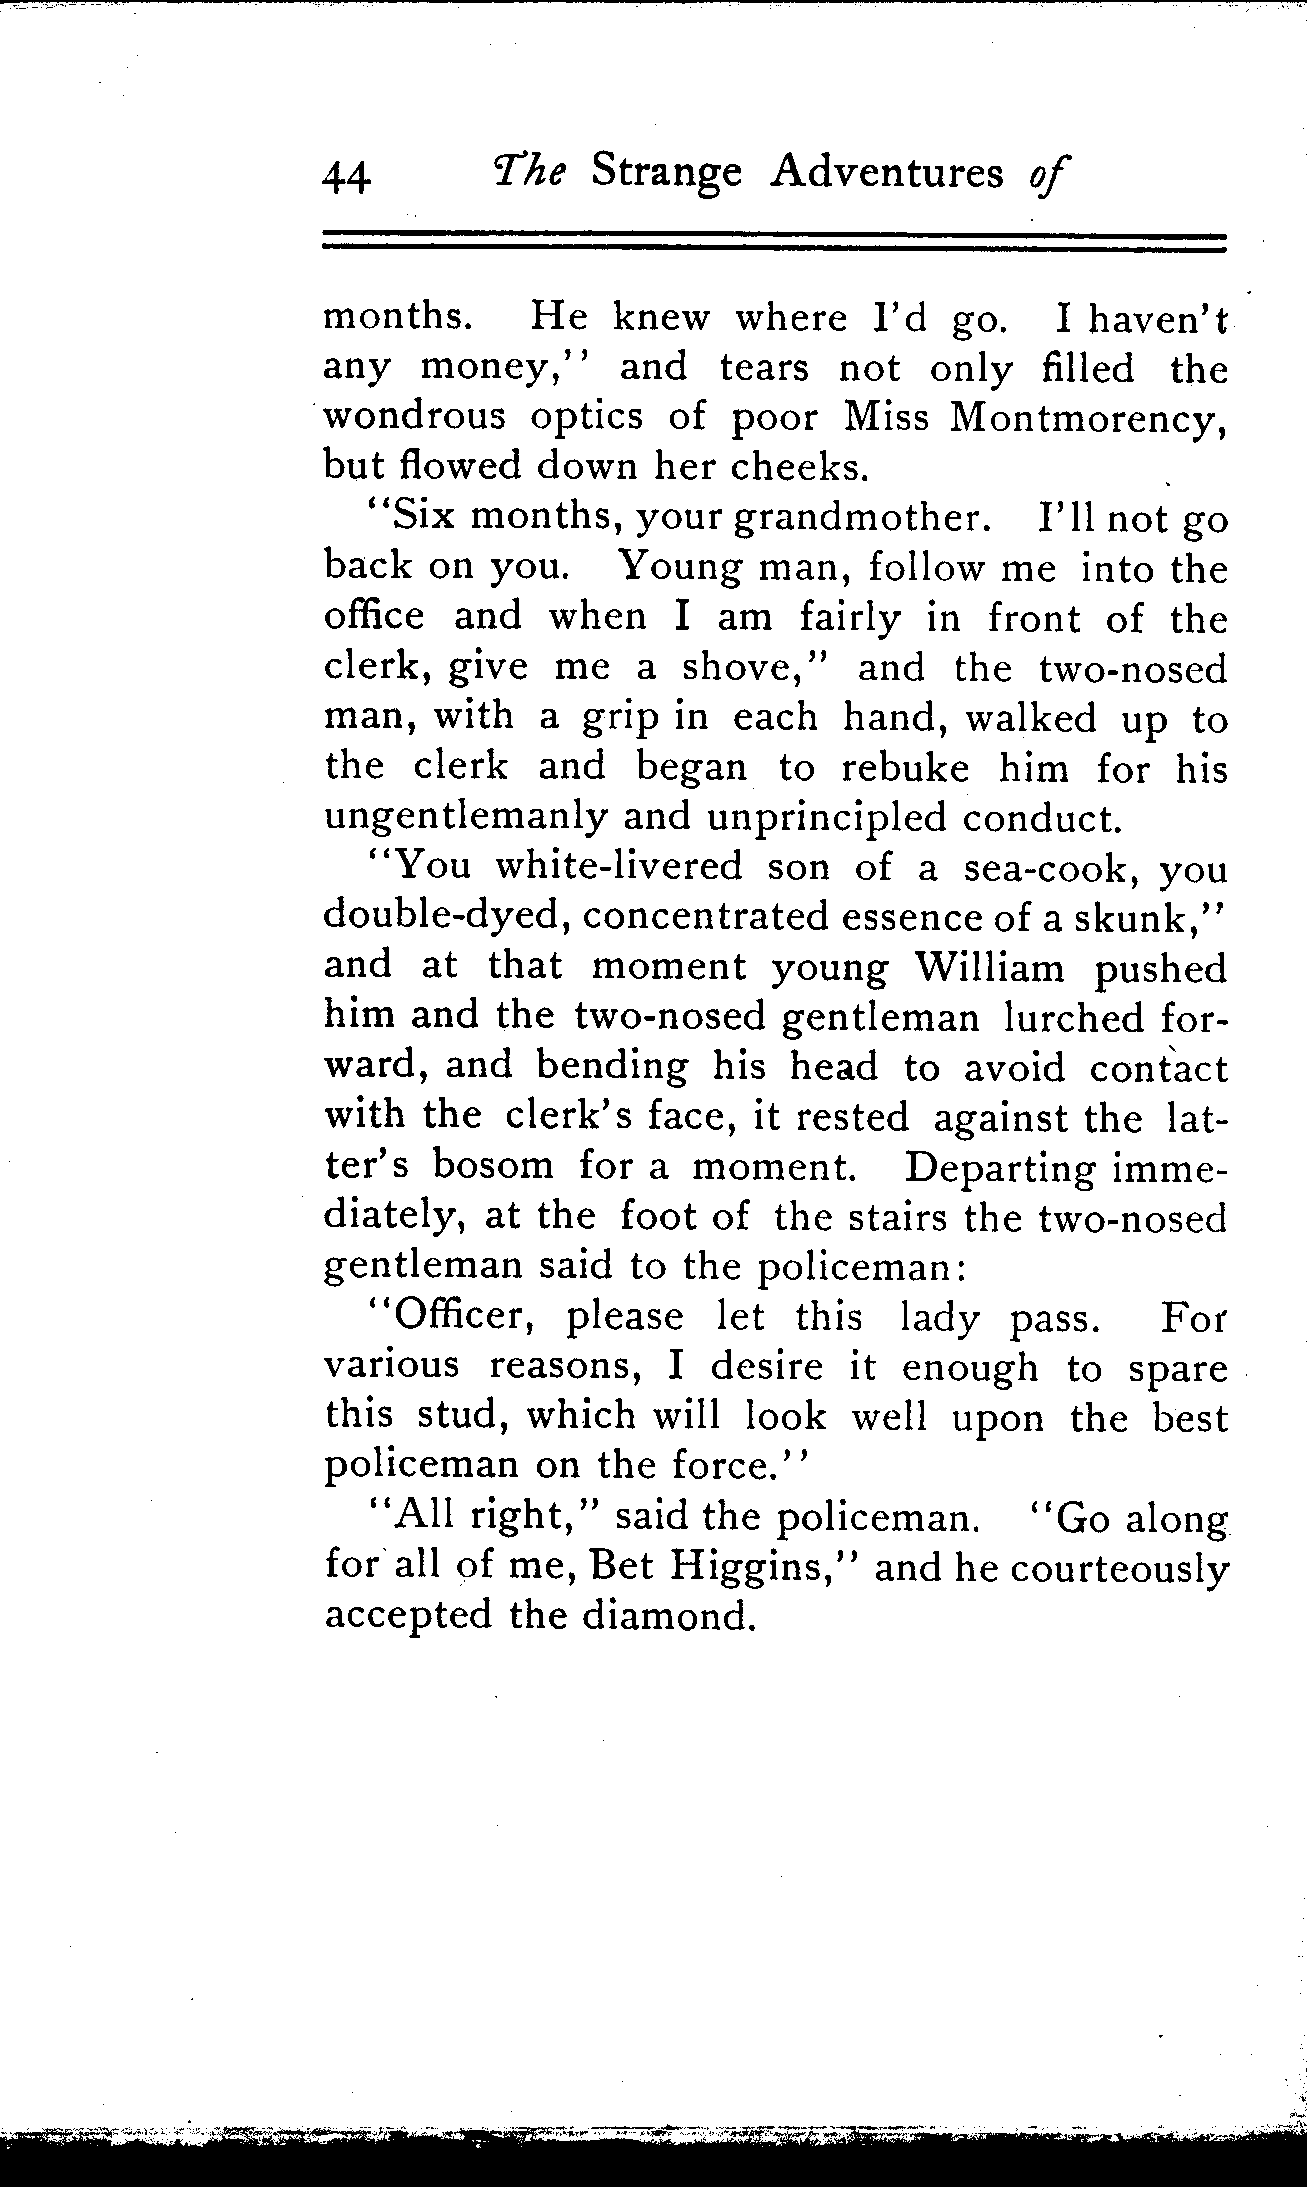 44 The Strange Adventures of
months. He knew where I'd go. I haven't
any money,'' and tears not only filled the
wondrous optics of poor Miss Montmorency,
but flowed down her cheeks.
"Six months, your grandmother. I'll not go
back on you. Young man, follow me into the
office and when I am fairly in front of the
clerk, give me a shove," and the two-nosed
man, with a grip in each hand, walked up to
the clerk and began to rebuke him for his
ungentlemanly and unprincipled conduct.
"You white-livered son of a sea-cook, you
double-dyed, concentrated essence of a skunk,"
and at that moment young William pushed
him and the two-nosed gentleman lurched for-
ward, and bending his head to avoid contact
with the clerk's face, it rested against the lat-
ter's bosom for a moment. Departing imme-
diately, at the foot of the stairs the two-nosed
gentleman said to the policeman:
"Officer, please let this lady pass. For
various reasons, I desire it enough to spare
this stud, which will look well upon the best
policeman on the force.''
"All right," said the policeman. "Go along
for all of me, Bet Higgins," and he courteously
accepted the diamond.